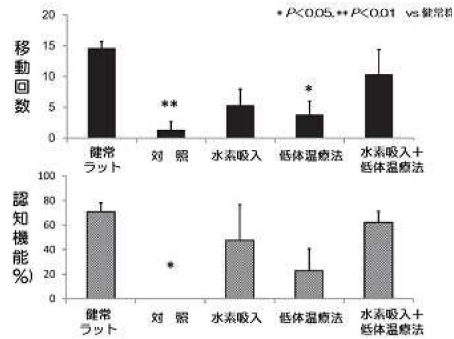 * P<0.05, ** P<0.01 vs 健常群
移動回数
20
15
10
5
0
**
*
健常
ラット
対 照
水素吸入
低体温療法
水素吸入＋
低体温療法
認知機能%)
100
80
60
40
20
0
*
健常
ラット
対 照
水素吸入
低体温療法
水素吸入＋
低体温療法